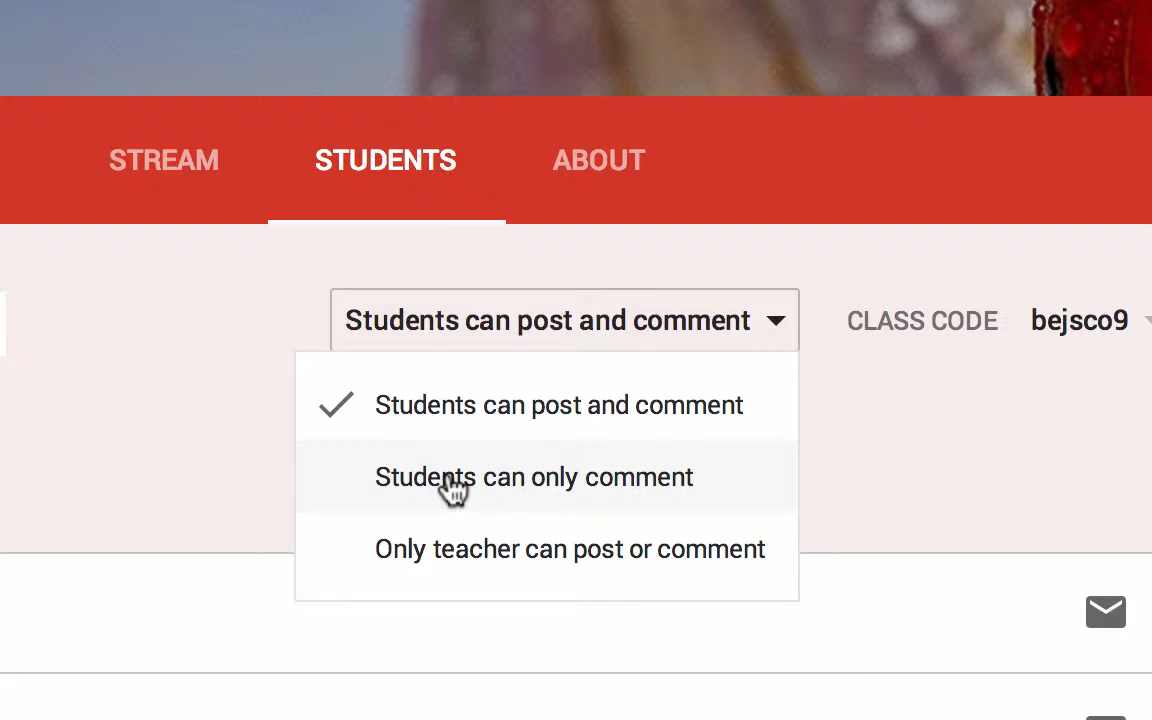 STREAM STUDENTS ABOUT
Students can post and comment CLASS CODE bejsco9
Students can post and comment
Students can only comment
Only teacher can post or comment